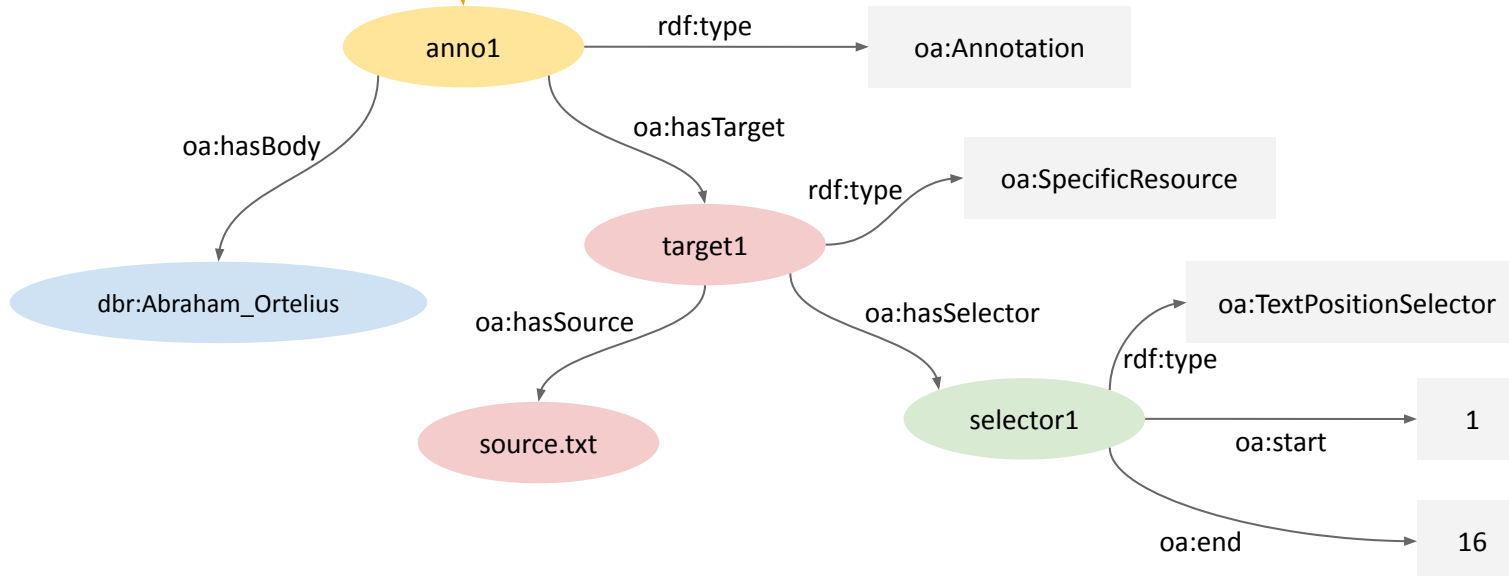 rdf:type
anno1
oa:Annotation
oa:hasTarget
oa:hasBody
oa:SpecificResource
rdf:type
target1
dbr:Abraham_Ortelius
oa:TextPositionSelector
oa:hasSource
oa:hasSelector
rdf:type
selector1
1
source.txt
oa:start
oa:end
16